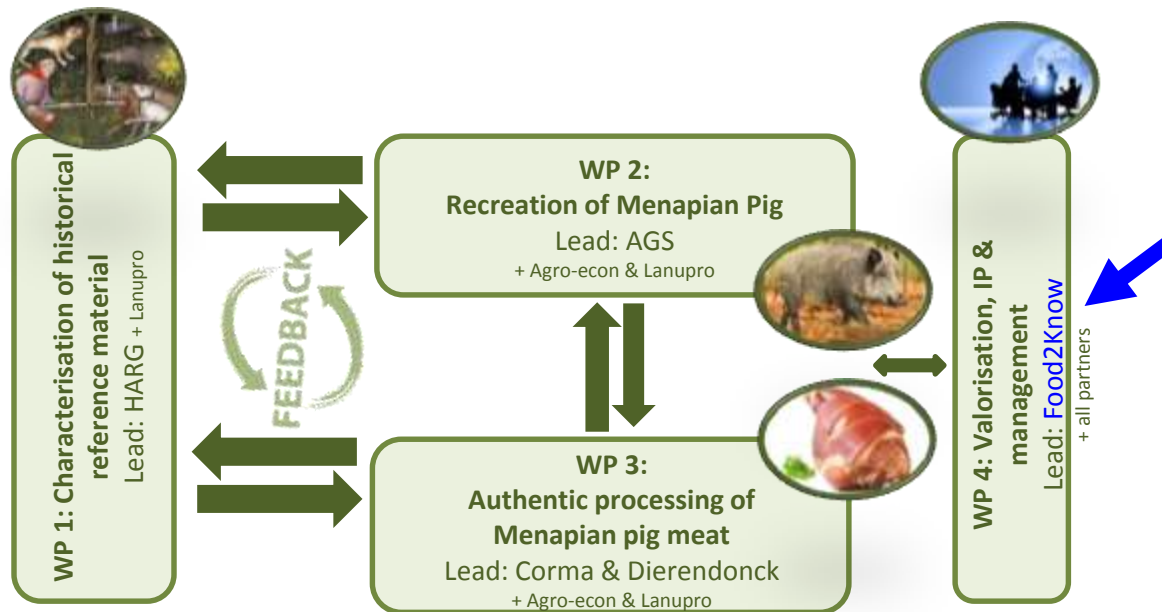 WP 1: Characterisation of historical
reference material
Lead: HARG + Lanupro
FEEDBACK
WP 2:
Recreation of Menapian Pig
Lead: AGS
+ Agro-econ & Lanupro
WP 3:
Authentic processing of
Menapian pig meat
Lead: Corma & Dierendonck
+ Agro-econ & Lanupro
WP 4: Valorisation, IP &
management
Lead: Food2Know
+ all partners